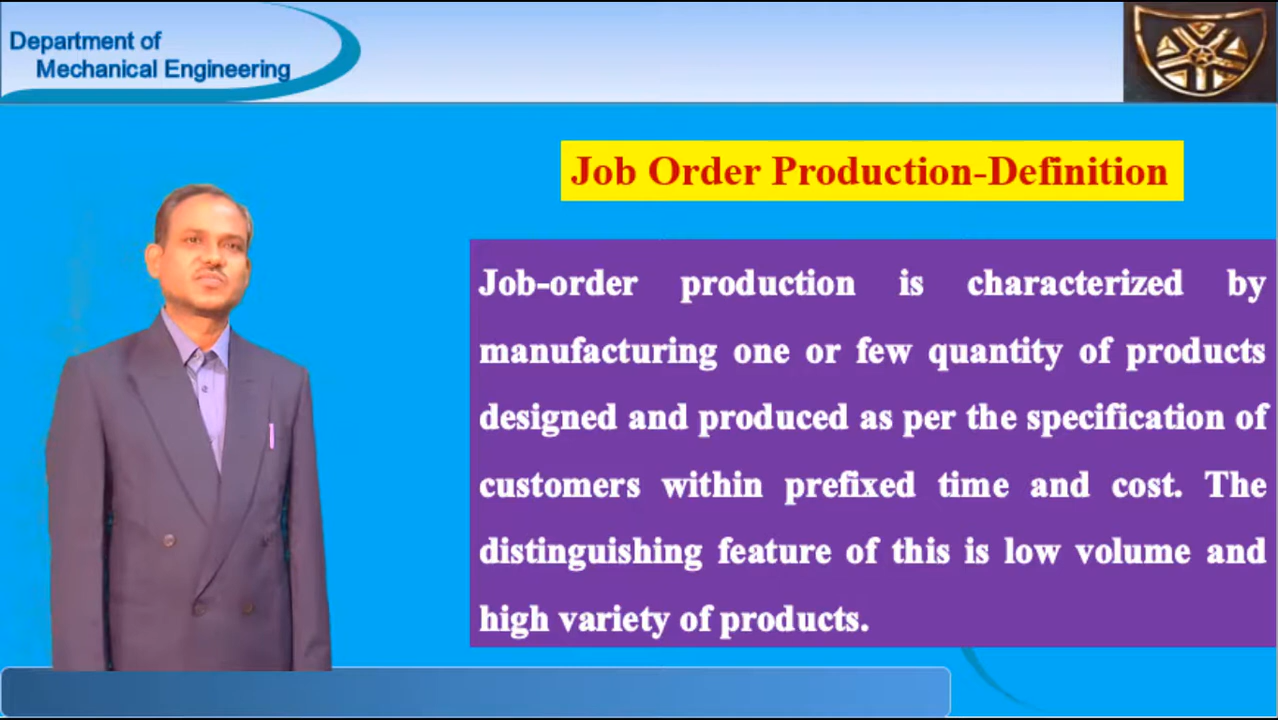 Department of
Mechanical Engineering
Job Order Production-Definition
Job-order production is characterized by
manufacturing one or few quantity of products
designed and produced as per the specification of
customers within prefixed time and cost. The
distinguishing feature of this is low volume and
high variety of products.